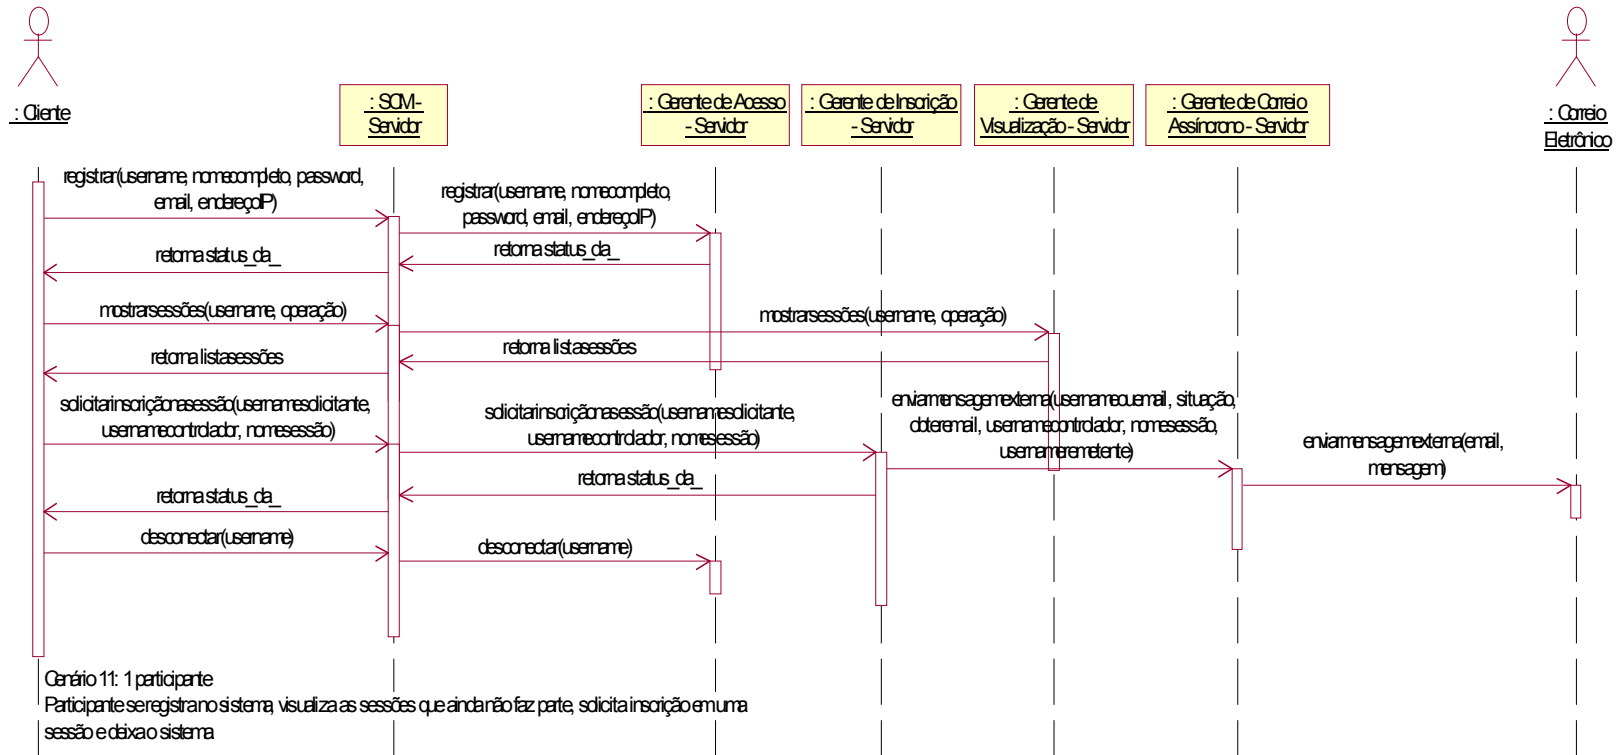 : Cliente
: SCM -
Servidor
: Gerente de Acesso
- Servidor
: Gerente de Inscrição
- Servidor
: Gerente de
Visualização - Servidor
: Gerente de Correio
Assíncrono - Servidor
: Correio
Eletrônico
registrar(username, nomecompleto, password,
email, endereçoIP)
registrar(username, nomecompleto,
password, email, endereçoIP)
retorna status_da_
retorna status_da_
mostrarsessões(username, operação)
mostrarsessões(username, operação)
retorna listasessões
retorna listasessões
solicitarinscriçãonasessão(usernamesolicitante,
usernamecontrolador, nomesessão)
solicitarinscriçãonasessão(usernamesolicitante,
usernamecontrolador, nomesessão)
enviarmensagemexterna(usernameouemail, situação,
obteremail, usernamecontrolador, nomesessão,
usernameremetente)
enviarmensagemexterna(email,
mensagem)
retorna status_da_
retorna status_da_
desconectar(username)
desconectar(username)
Cenário 11: 1 participante
Participante se registra no sistema, visualiza as sessões que ainda não faz parte, solicita inscrição em uma
sessão e deixa o sistema